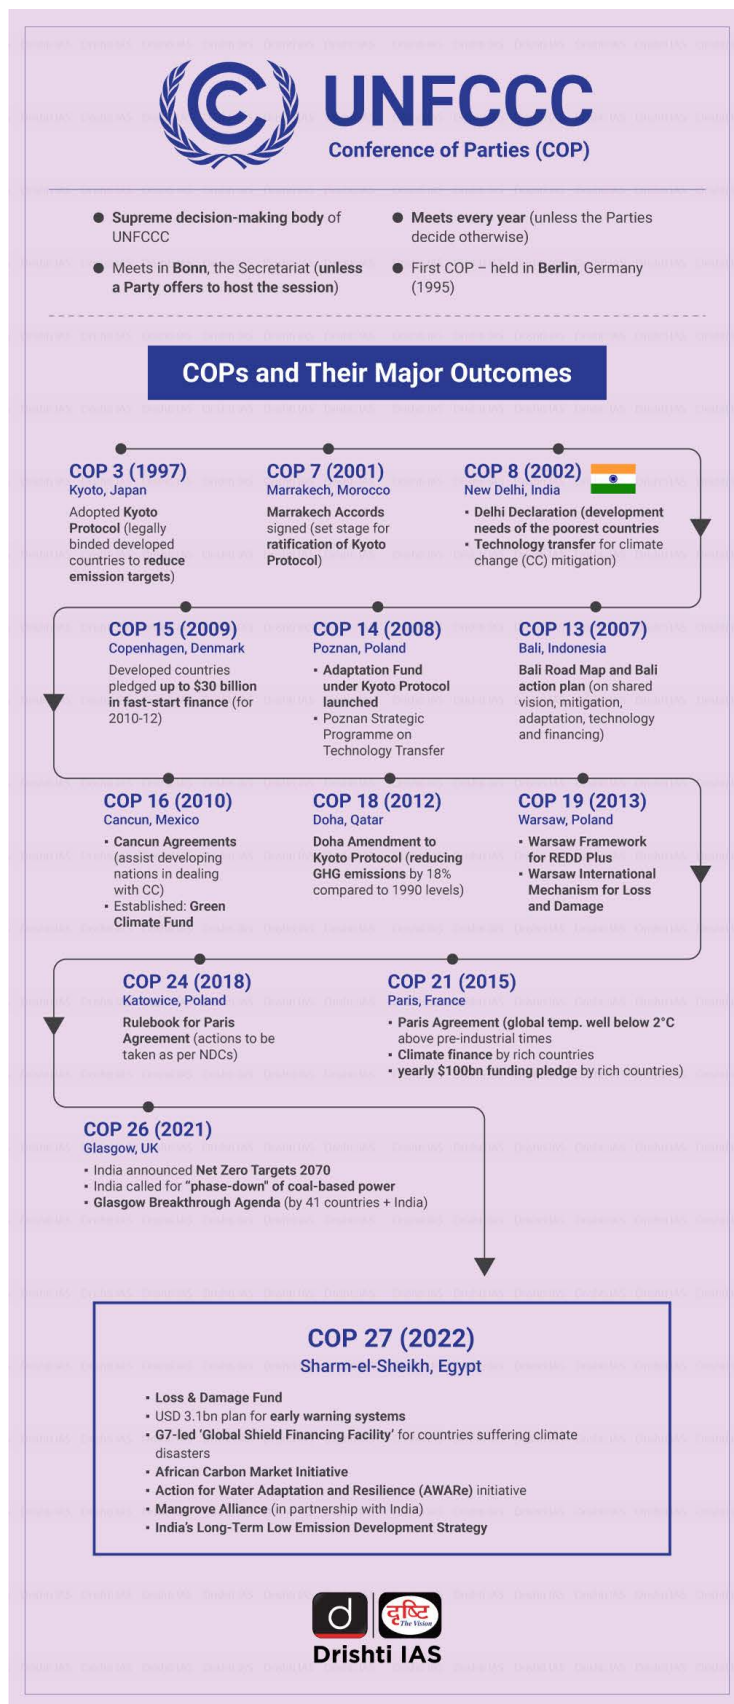 UNFCCC
Conference of Parties (COP)
● Supreme decision-making body of
UNFCCC
● Meets in Bonn, the Secretariat (unless
a Party offers to host the session)
● Meets every year (unless the Parties
decide otherwise)
● First COP – held in Berlin, Germany
(1995)
COPs and Their Major Outcomes
COP 3 (1997)
Kyoto, Japan
Adopted Kyoto
Protocol (legally
binded developed
countries to reduce
emission targets)
COP 7 (2001)
Marrakech, Morocco
Marrakech Accords
signed (set stage for
ratification of Kyoto
Protocol)
COP 8 (2002)
New Delhi, India
▪ Delhi Declaration (development
needs of the poorest countries
▪ Technology transfer for climate
change (CC) mitigation)
COP 15 (2009)
Copenhagen, Denmark
Developed countries
pledged up to $30 billion
in fast-start finance (for
2010-12)
COP 14 (2008)
Poznan, Poland
▪ Adaptation Fund
under Kyoto Protocol
launched
▪ Poznan Strategic
Programme on
Technology Transfer
COP 13 (2007)
Bali, Indonesia
Bali Road Map and Bali
action plan (on shared
vision, mitigation,
adaptation, technology
and financing)
COP 16 (2010)
Cancun, Mexico
▪ Cancun Agreements
(assist developing
nations in dealing
with CC)
▪ Established: Green
Climate Fund
COP 18 (2012)
Doha, Qatar
Doha Amendment to
Kyoto Protocol (reducing
GHG emissions by 18%
compared to 1990 levels)
COP 19 (2013)
Warsaw, Poland
▪ Warsaw Framework
for REDD Plus
▪ Warsaw International
Mechanism for Loss
and Damage
COP 24 (2018)
Katowice, Poland
Rulebook for Paris
Agreement (actions to be
taken as per NDCs)
COP 21 (2015)
Paris, France
▪ Paris Agreement (global temp. well below 2°C
above pre-industrial times
▪ Climate finance by rich countries
▪ yearly $100bn funding pledge by rich countries)
COP 26 (2021)
Glasgow, UK
▪ India announced Net Zero Targets 2070
▪ India called for “phase-down" of coal-based power
▪ Glasgow Breakthrough Agenda (by 41 countries + India)
COP 27 (2022)
Sharm-el-Sheikh, Egypt
▪ Loss & Damage Fund
▪ USD 3.1bn plan for early warning systems
▪ G7-led ‘Global Shield Financing Facility’ for countries suffering climate
disasters
▪ African Carbon Market Initiative
▪ Action for Water Adaptation and Resilience (AWARe) initiative
▪ Mangrove Alliance (in partnership with India)
▪ India’s Long-Term Low Emission Development Strategy
d
दृष्टि
The Vision
Drishti IAS